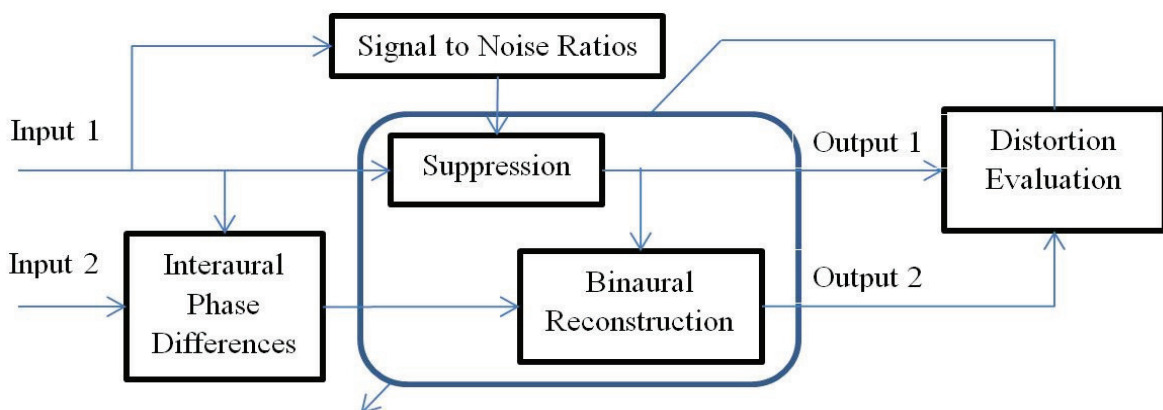 Signal to Noise Ratios
Input 1
Suppression
Output 1
Distortion
Evaluation
Input 2
Interaural
Phase
Differences
Binaural
Reconstruction
Output 2